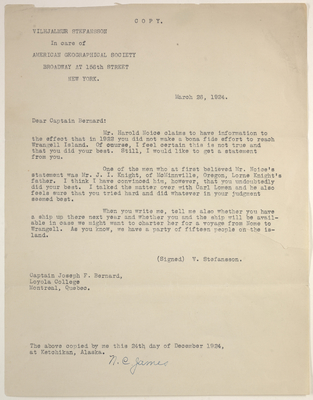 COPY.
VILHJALMUR STEFANSSON
In care of
AMERICAN GEOGRAPHICAL SOCIETY
BROADWAY AT 156th STREET
NEW YORK.
March 28, 1924.
Dear Captain Bernard:
Mr. Harold Noice claims to have information to
the effect that in 1922 you did not make a bona fide effort to reach
Wrangell Island. Of course, I feel certain this is not true and
that you did your best. Still, I would like to get a statement
from you.
One of the men who at first believed Mr. Noice's
statement was Mr. J. I. Knight, of McMinnville, Oregon, Lorne Knight's
father. I think I have convinced him, however, that you undoubtedly
did your best. I talked the matter over with Carl Lomen and he also
feels sure that you tried hard and did whatever in your judgment
seemed best.
When you write me, tell me also whether you have
a ship up there next year and whether you and the ship will be avail-
able in case we might want to charter her for a voyage from Nome to
Wrangell. As you know, we have a party of fifteen people on the is-
land.
(Signed) V. Stefansson.
Captain Joseph F. Bernard,
Loyola College
Montreal, Quebec.
The above copied by me this 24th day of December 1924,
at Ketchikan, Alaska.
N.C. James